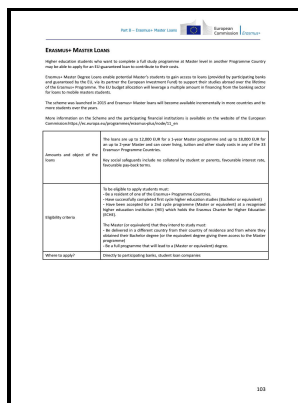 Part B – Erasmus+ Master Loans
European
Commission
Erasmus+
ERASMUS+ MASTER LOANS
Higher education students who want to complete a full study programme at Master level in another Programme Country
may be able to apply for an EU guaranteed loan to contribute to their costs.
Erasmus+ Master Degree Loans enable potential Master's students to gain access to loans (provided by participating banks
and guaranteed by the EU, via its partner the European Investment Fund) to support their studies abroad over the lifetime
of the Erasmus+ Programme. The EU budget allocation will leverage a multiple amount in financing from the banking sector
for loans to mobile masters students.
The scheme was launched in 2015 and Erasmus+ Master loans will become available incrementally in more countries and to
more students over the years.
More information on the Scheme and the participating financial institutions is available on the website of the European
Commission:https://ec.europa.eu/programmes/erasmus-plus/node/11_en
Amounts and object of the
loans
The loans are up to 12,000 EUR for a 1-year Master programme and up to 18,000 EUR for
an up to 2-year Master and can cover living, tuition and other study costs in any of the 33
Erasmus+ Programme Countries.
Key social safeguards include no collateral by student or parents, favourable interest rate,
favourable pay-back terms.
Eligibility criteria
To be eligible to apply students must:
- Be a resident of one of the Erasmus+ Programme Countries.
- Have successfully completed first cycle higher education studies (Bachelor or equivalent)
- Have been accepted for a 2nd cycle programme (Master or equivalent) at a recognised
higher education institution (HEI) which holds the Erasmus Charter for Higher Education
(ECHE).
The Master (or equivalent) that they intend to study must:
- Be delivered in a different country from their country of residence and from where they
obtained their Bachelor degree (or the equivalent degree giving them access to the Master
programme)
- Be a full programme that will lead to a (Master or equivalent) degree.
Where to apply?
Directly to participating banks, student loan companies
103